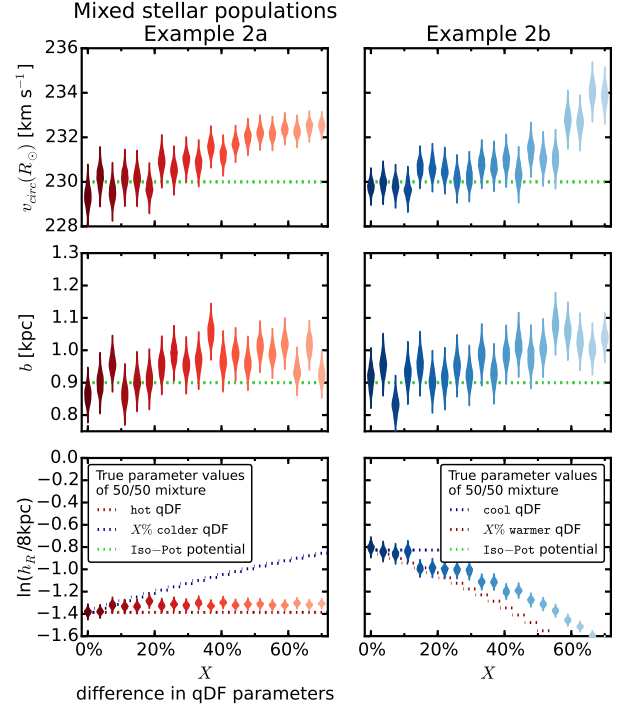 Mixed stellar populations
Example 2a
Example 2b
v_circ(R_⊙) [km s⁻¹]
236
234
232
230
228
b [kpc]
1.3
1.2
1.1
1.0
0.9
0.8
ln(h_R/8kpc)
0.0
−0.2
−0.4
−0.6
−0.8
−1.0
−1.2
−1.4
−1.6
True parameter values
of 50/50 mixture
hot qDF
X% colder qDF
Iso−Pot potential
True parameter values
of 50/50 mixture
cool qDF
X% warmer qDF
Iso−Pot potential
0% 20% 40% 60%
0% 20% 40% 60%
X
X
difference in qDF parameters